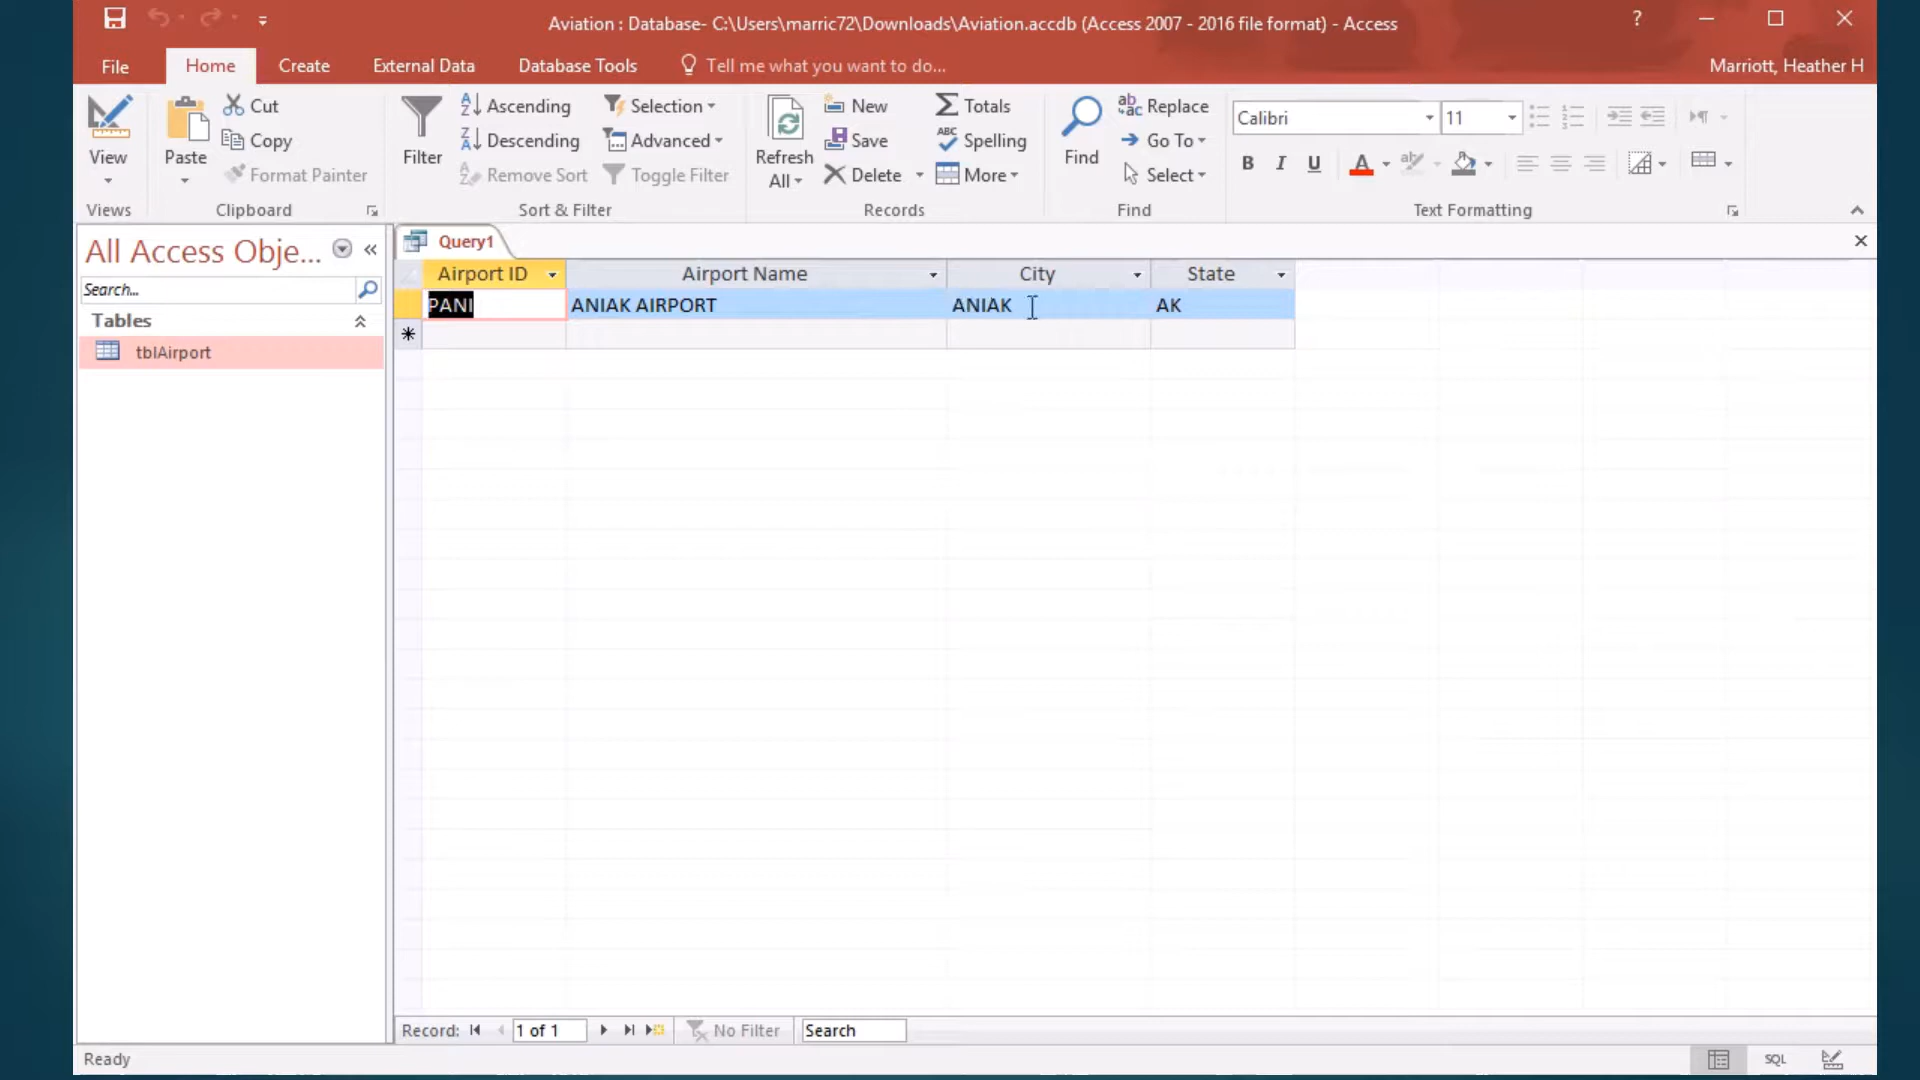 Aviation : Database- C:\Users\marric72\Downloads\Aviation.accdb (Access 2007 - 2016 file format) - Access
?
File Home Create External Data Database Tools Tell me what you want to do... Marriott, Heather H
Cut Ascending Selection New Totals Replace Calibri 11
View Paste Copy Filter Descending Advanced Refresh All Save Spelling Find Go To B I U A
Format Painter Remove Sort Toggle Filter Delete More Select
Views Clipboard Sort & Filter Records Find Text Formatting
All Access Obje... Query1
Search... Airport ID Airport Name City State
Tables PANI ANIAK AIRPORT ANIAK AK
tblAirport
Record: 1 of 1 No Filter Search
Ready SQL